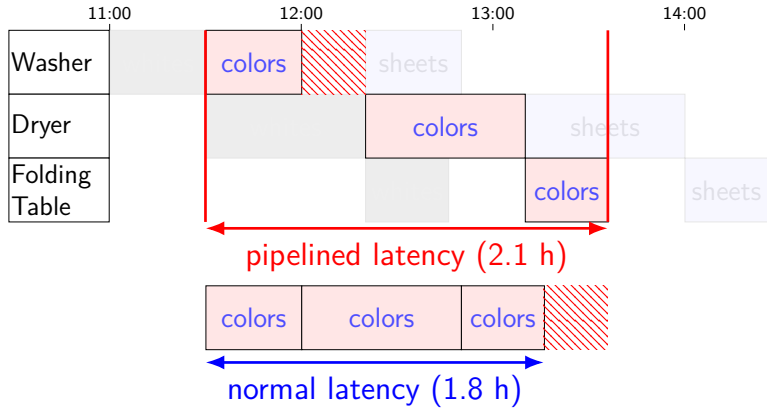 11:00 12:00 13:00 14:00
Washer colors sheets
Dryer colors sheets
Folding
Table colors sheets
pipelined latency (2.1 h)
colors colors colors
normal latency (1.8 h)